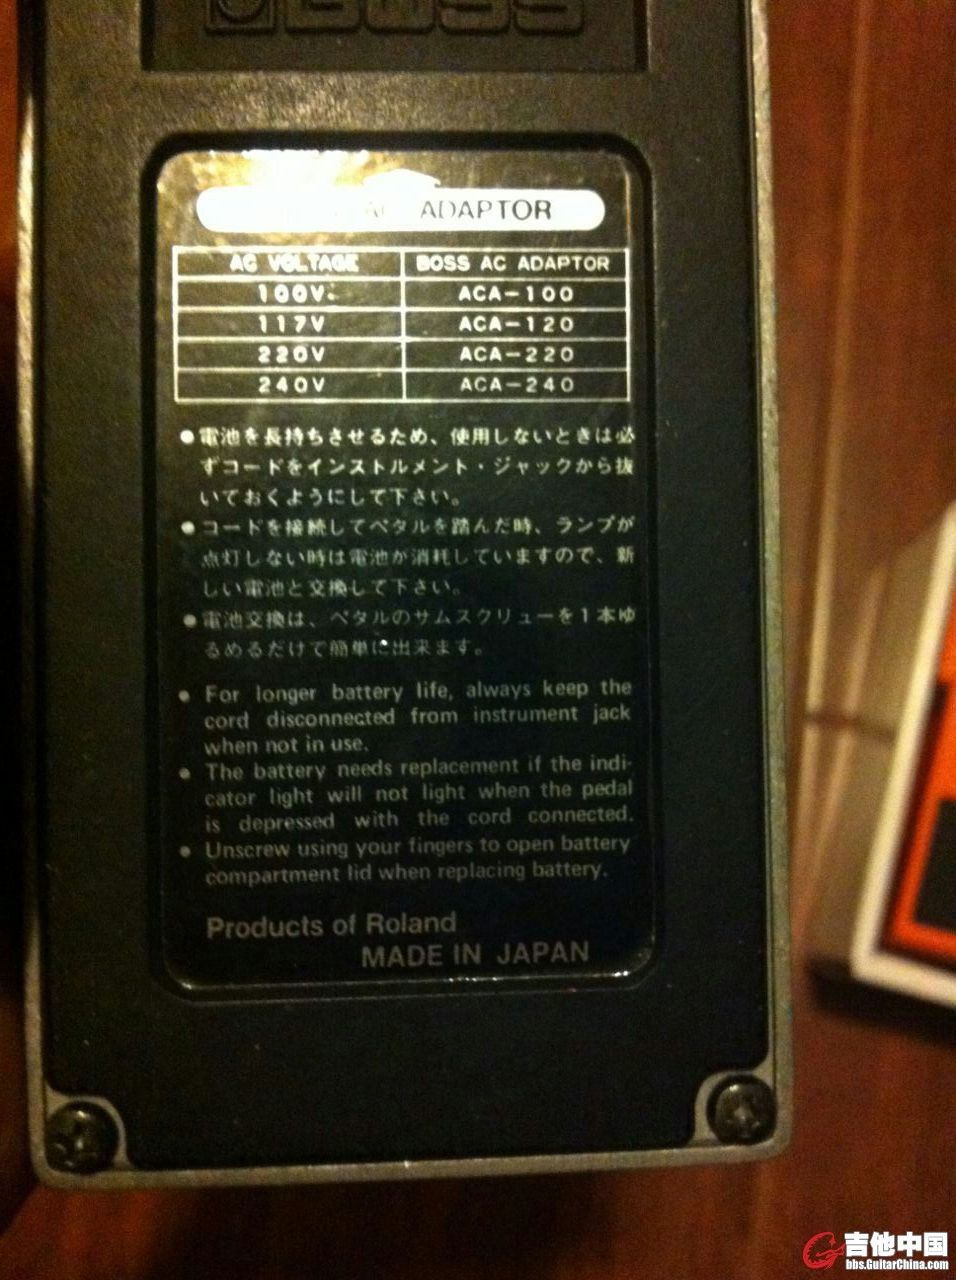 BOSS
AC ADAPTOR
AC VOLTAGE BOSS AC ADAPTOR
100V ACA-100
117V ACA-120
220V ACA-220
240V ACA-240
●電池を長持ちさせるため、使用しないときは必
ずコードをインストルメント・ジャックから抜
いておくようにして下さい。
●コードを接続してペタルを踏んだ時、ランプが
点灯しない時は電池が消耗していますので、新
しい電池と交換して下さい。
●電池交換は、ペタルのサムスクリューを1本ゆ
るめるだけで簡単に出来ます。
● For longer battery life, always keep the
cord disconnected from instrument jack
when not in use.
● The battery needs replacement if the indi-
cator light will not light when the pedal
is depressed with the cord connected.
● Unscrew using your fingers to open battery
compartment lid when replacing battery.
Products of Roland
MADE IN JAPAN
吉他中国
bbs.GuitarChina.com